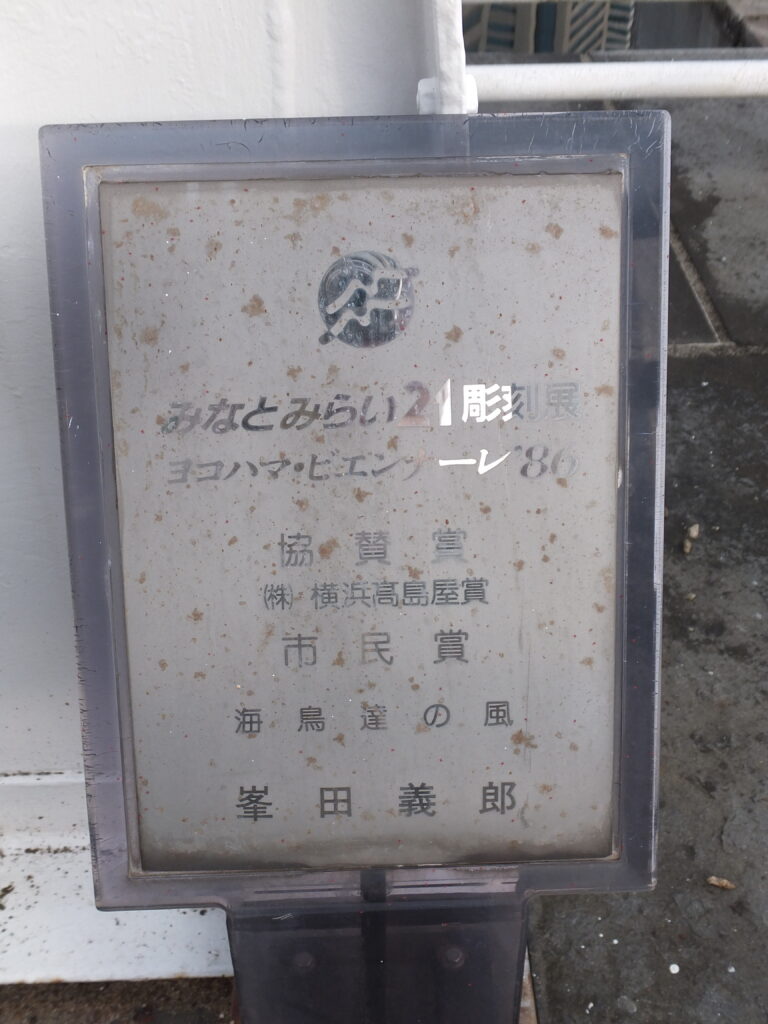 みなとみらい21彫刻展
ヨコハマ・ビエンナーレ'86
協賛賞
㈱横浜髙島屋賞
市民賞
海鳥達の風
峯田義郎